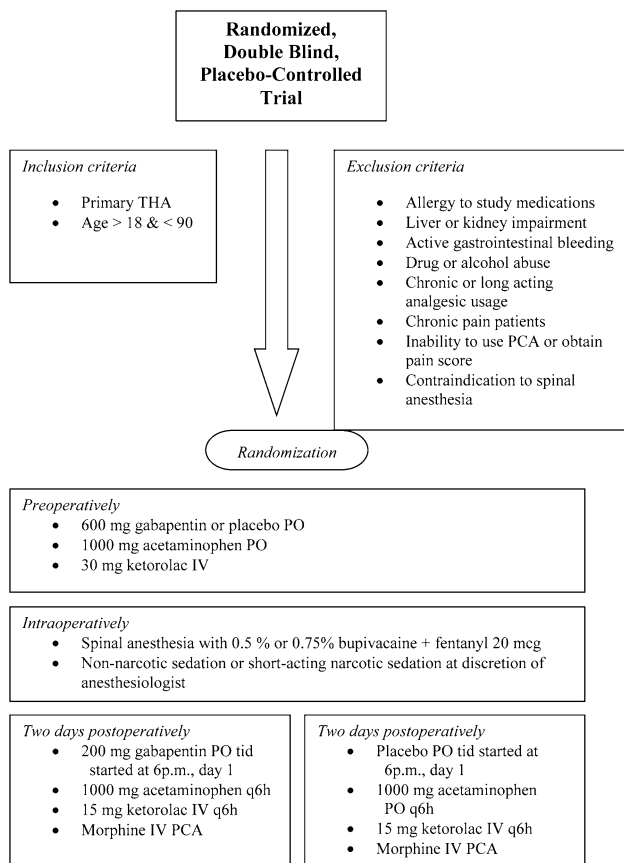 Randomized,
Double Blind,
Placebo-Controlled
Trial
Inclusion criteria
• Primary THA
• Age > 18 & < 90
Exclusion criteria
• Allergy to study medications
• Liver or kidney impairment
• Active gastrointestinal bleeding
• Drug or alcohol abuse
• Chronic or long acting
analgesic usage
• Chronic pain patients
• Inability to use PCA or obtain
pain score
• Contraindication to spinal
anesthesia
Randomization
Preoperatively
• 600 mg gabapentin or placebo PO
• 1000 mg acetaminophen PO
• 30 mg ketorolac IV
Intraoperatively
• Spinal anesthesia with 0.5 % or 0.75% bupivacaine + fentanyl 20 mcg
• Non-narcotic sedation or short-acting narcotic sedation at discretion of
anesthesiologist
Two days postoperatively
• 200 mg gabapentin PO tid
started at 6p.m., day 1
• 1000 mg acetaminophen q6h
• 15 mg ketorolac IV q6h
• Morphine IV PCA
Two days postoperatively
• Placebo PO tid started at
6p.m., day 1
• 1000 mg acetaminophen
PO q6h
• 15 mg ketorolac IV q6h
• Morphine IV PCA